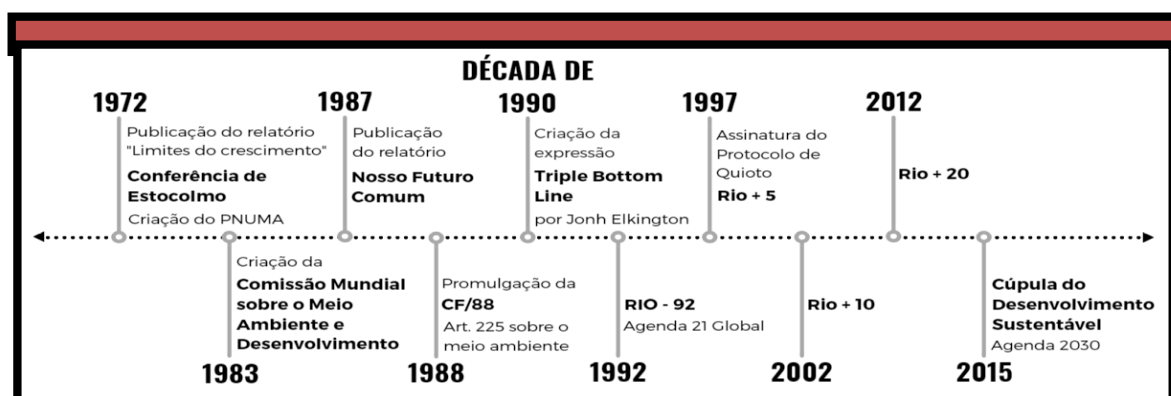 1972
Publicação do relatório
"Limites do crescimento"
Conferência de
Estocolmo
Criação do PNUMA
Criação da
Comissão Mundial
sobre o Meio
Ambiente e
Desenvolvimento
1983
1987
Publicação
do relatório
Nosso Futuro
Comum
Promulgação da
CF/88
Art. 225 sobre o
meio ambiente
1988
DÉCADA DE
1990
Criação da
expressão
Triple Bottom
Line
por Jonh Elkington
RIO - 92
Agenda 21 Global
1992
1997
Assinatura do
Protocolo de
Quioto
Rio + 5
Rio + 10
2002
2012
Rio + 20
Cúpula do
Desenvolvimento
Sustentável
Agenda 2030
2015